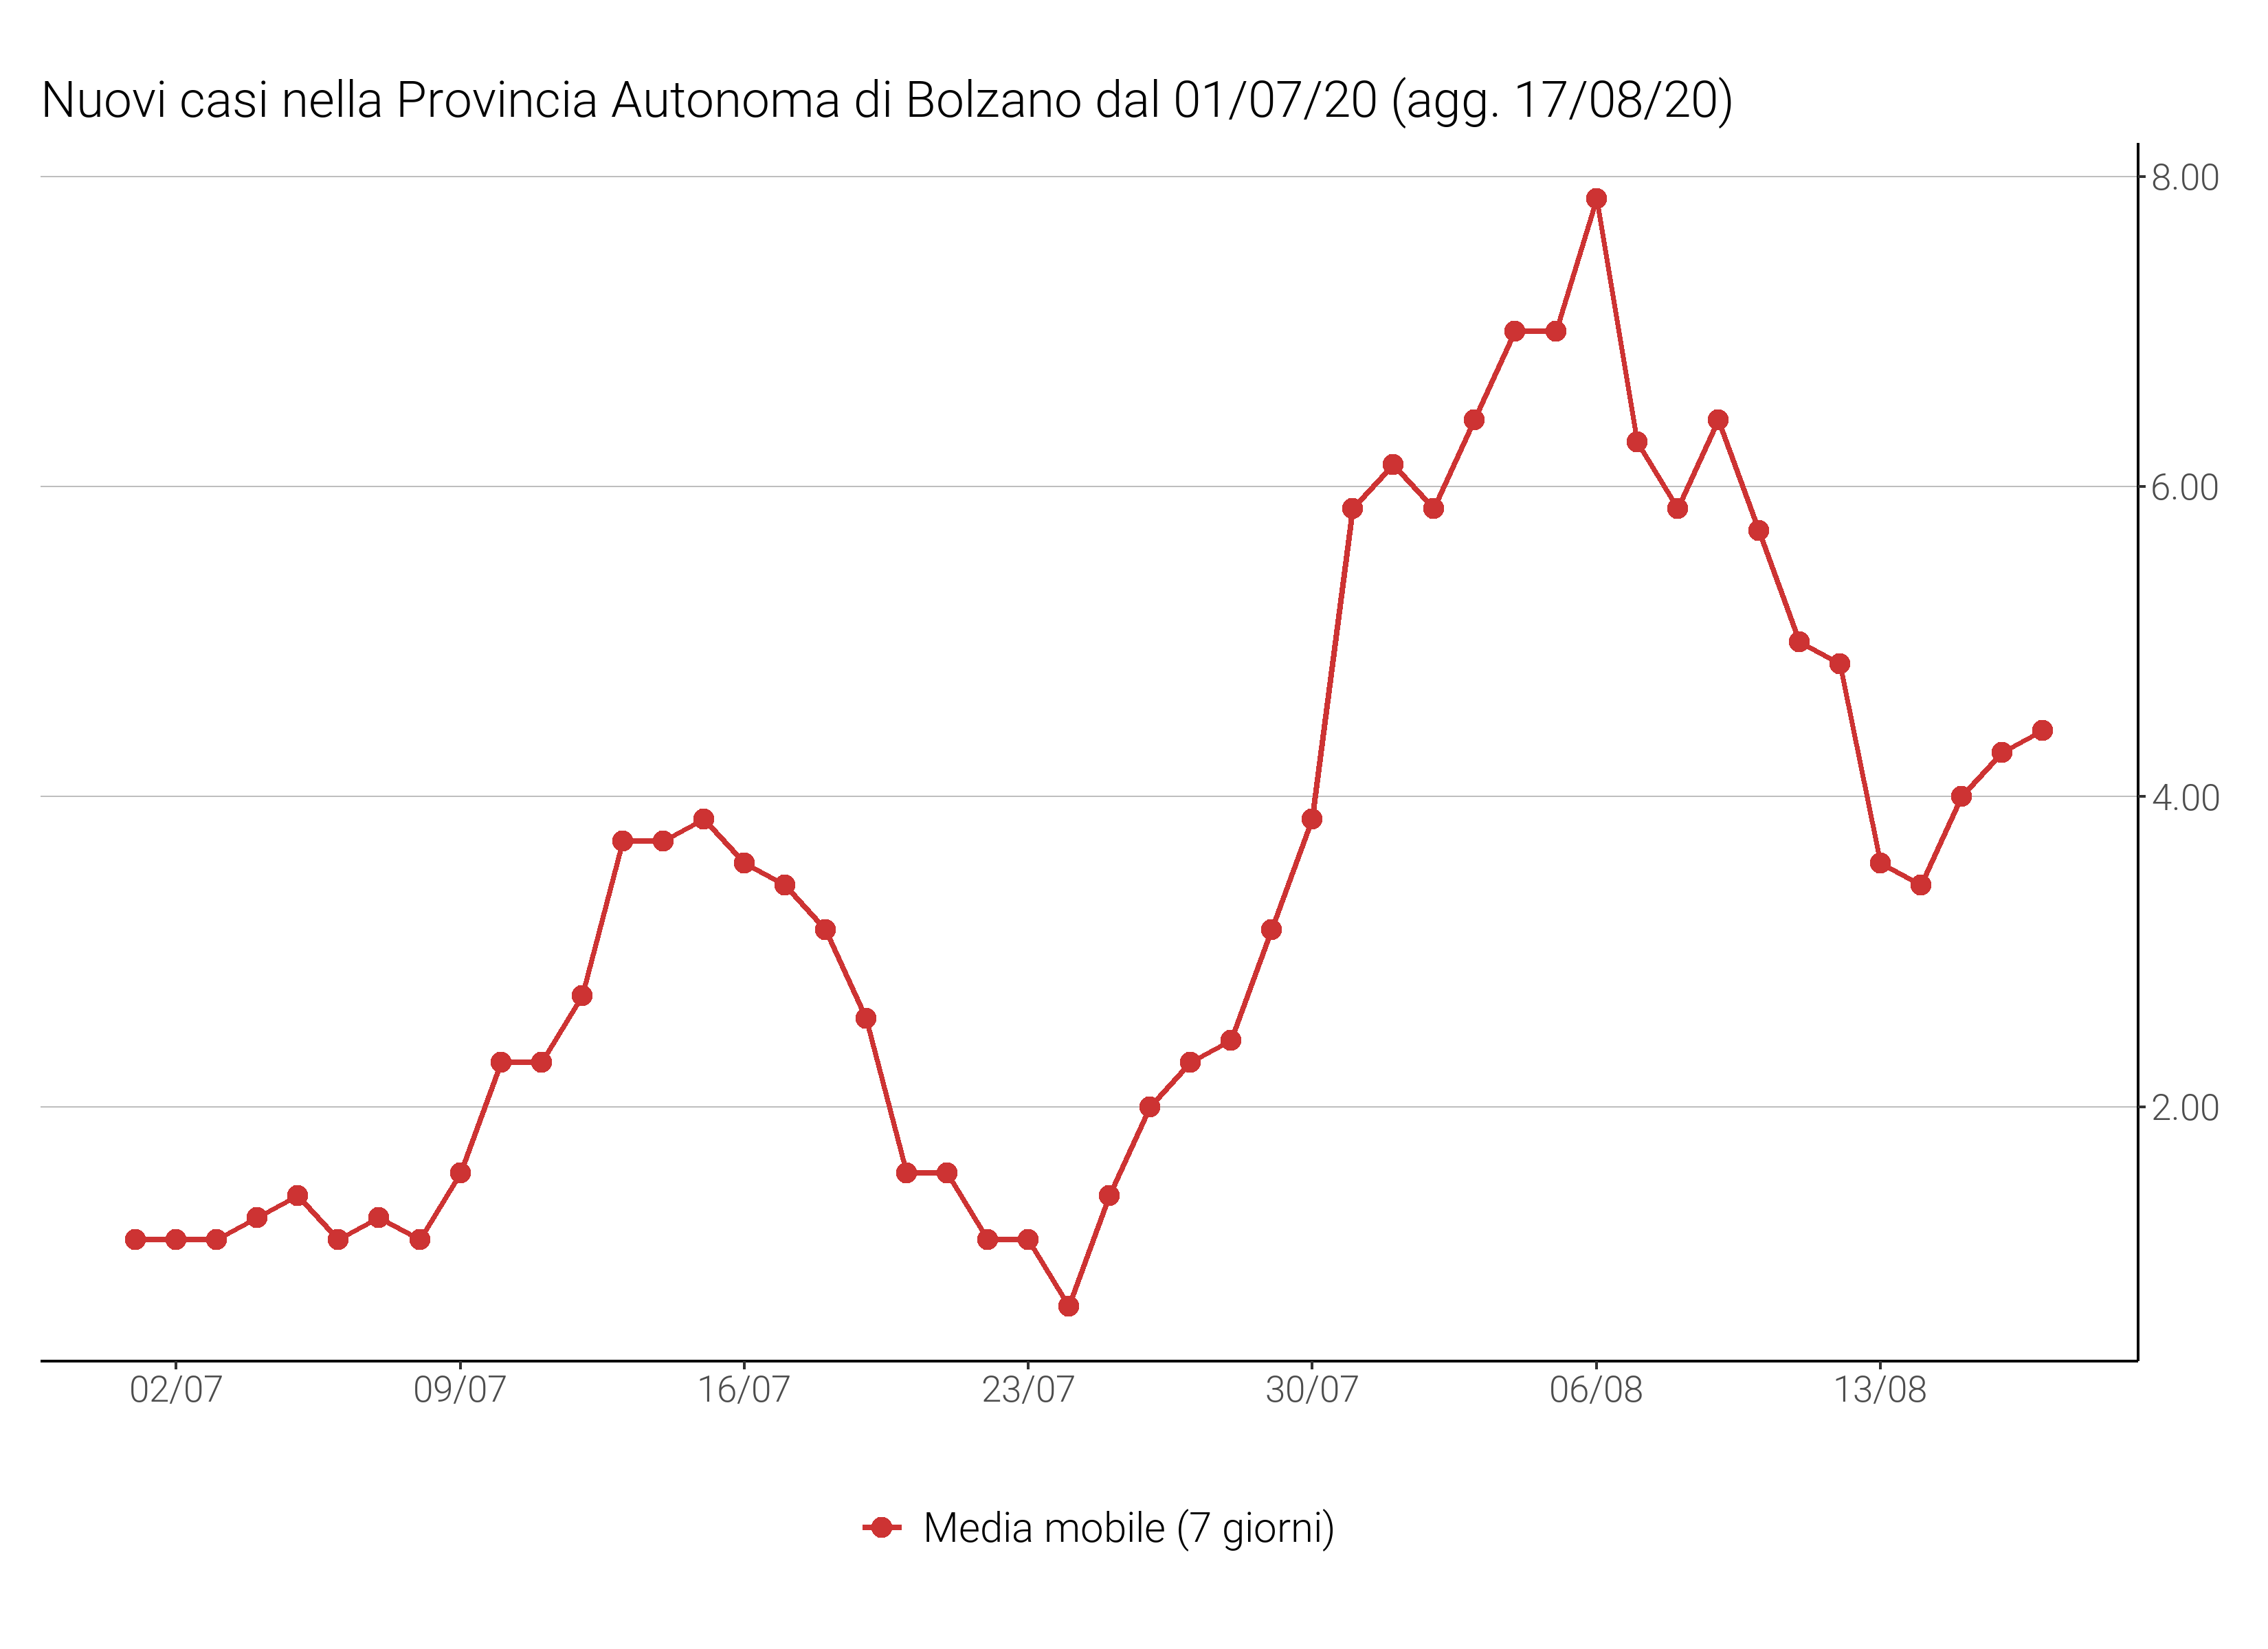 Nuovi casi nella Provincia Autonoma di Bolzano dal 01/07/20 (agg. 17/08/20)
8.00
6.00
4.00
2.00
02/07 09/07 16/07 23/07 30/07 06/08 13/08
Media mobile (7 giorni)